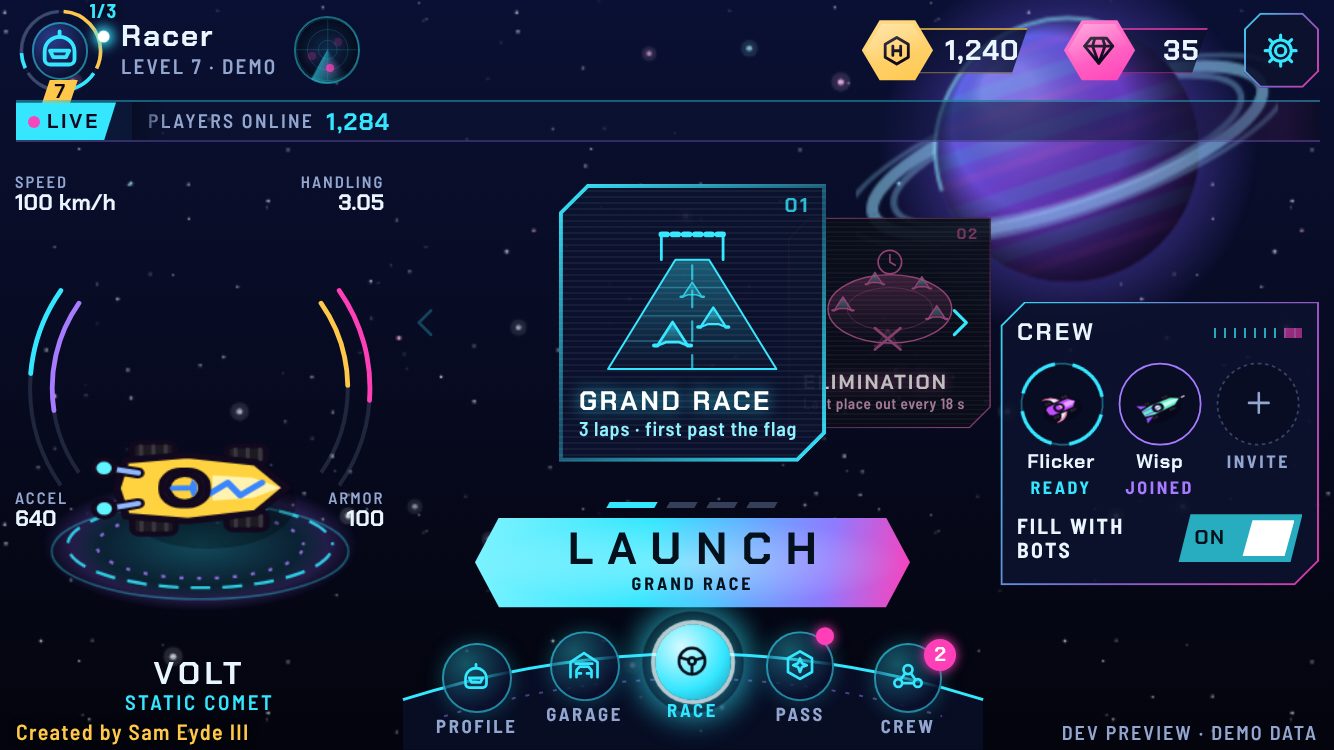 1/3
Racer
LEVEL 7 · DEMO
7
H
1,240
35
LIVE
PLAYERS ONLINE 1,284
SPEED
100 km/h
HANDLING
3.05
ACCEL
640
ARMOR
100
01
GRAND RACE
3 laps · first past the flag
02
LIMINATION
t place out every 18 s
CREW
Flicker
READY
Wisp
JOINED
INVITE
FILL WITH
BOTS
ON
LAUNCH
GRAND RACE
VOLT
STATIC COMET
Created by Sam Eyde III
PROFILE
GARAGE
RACE
PASS
2
CREW
DEV PREVIEW · DEMO DATA